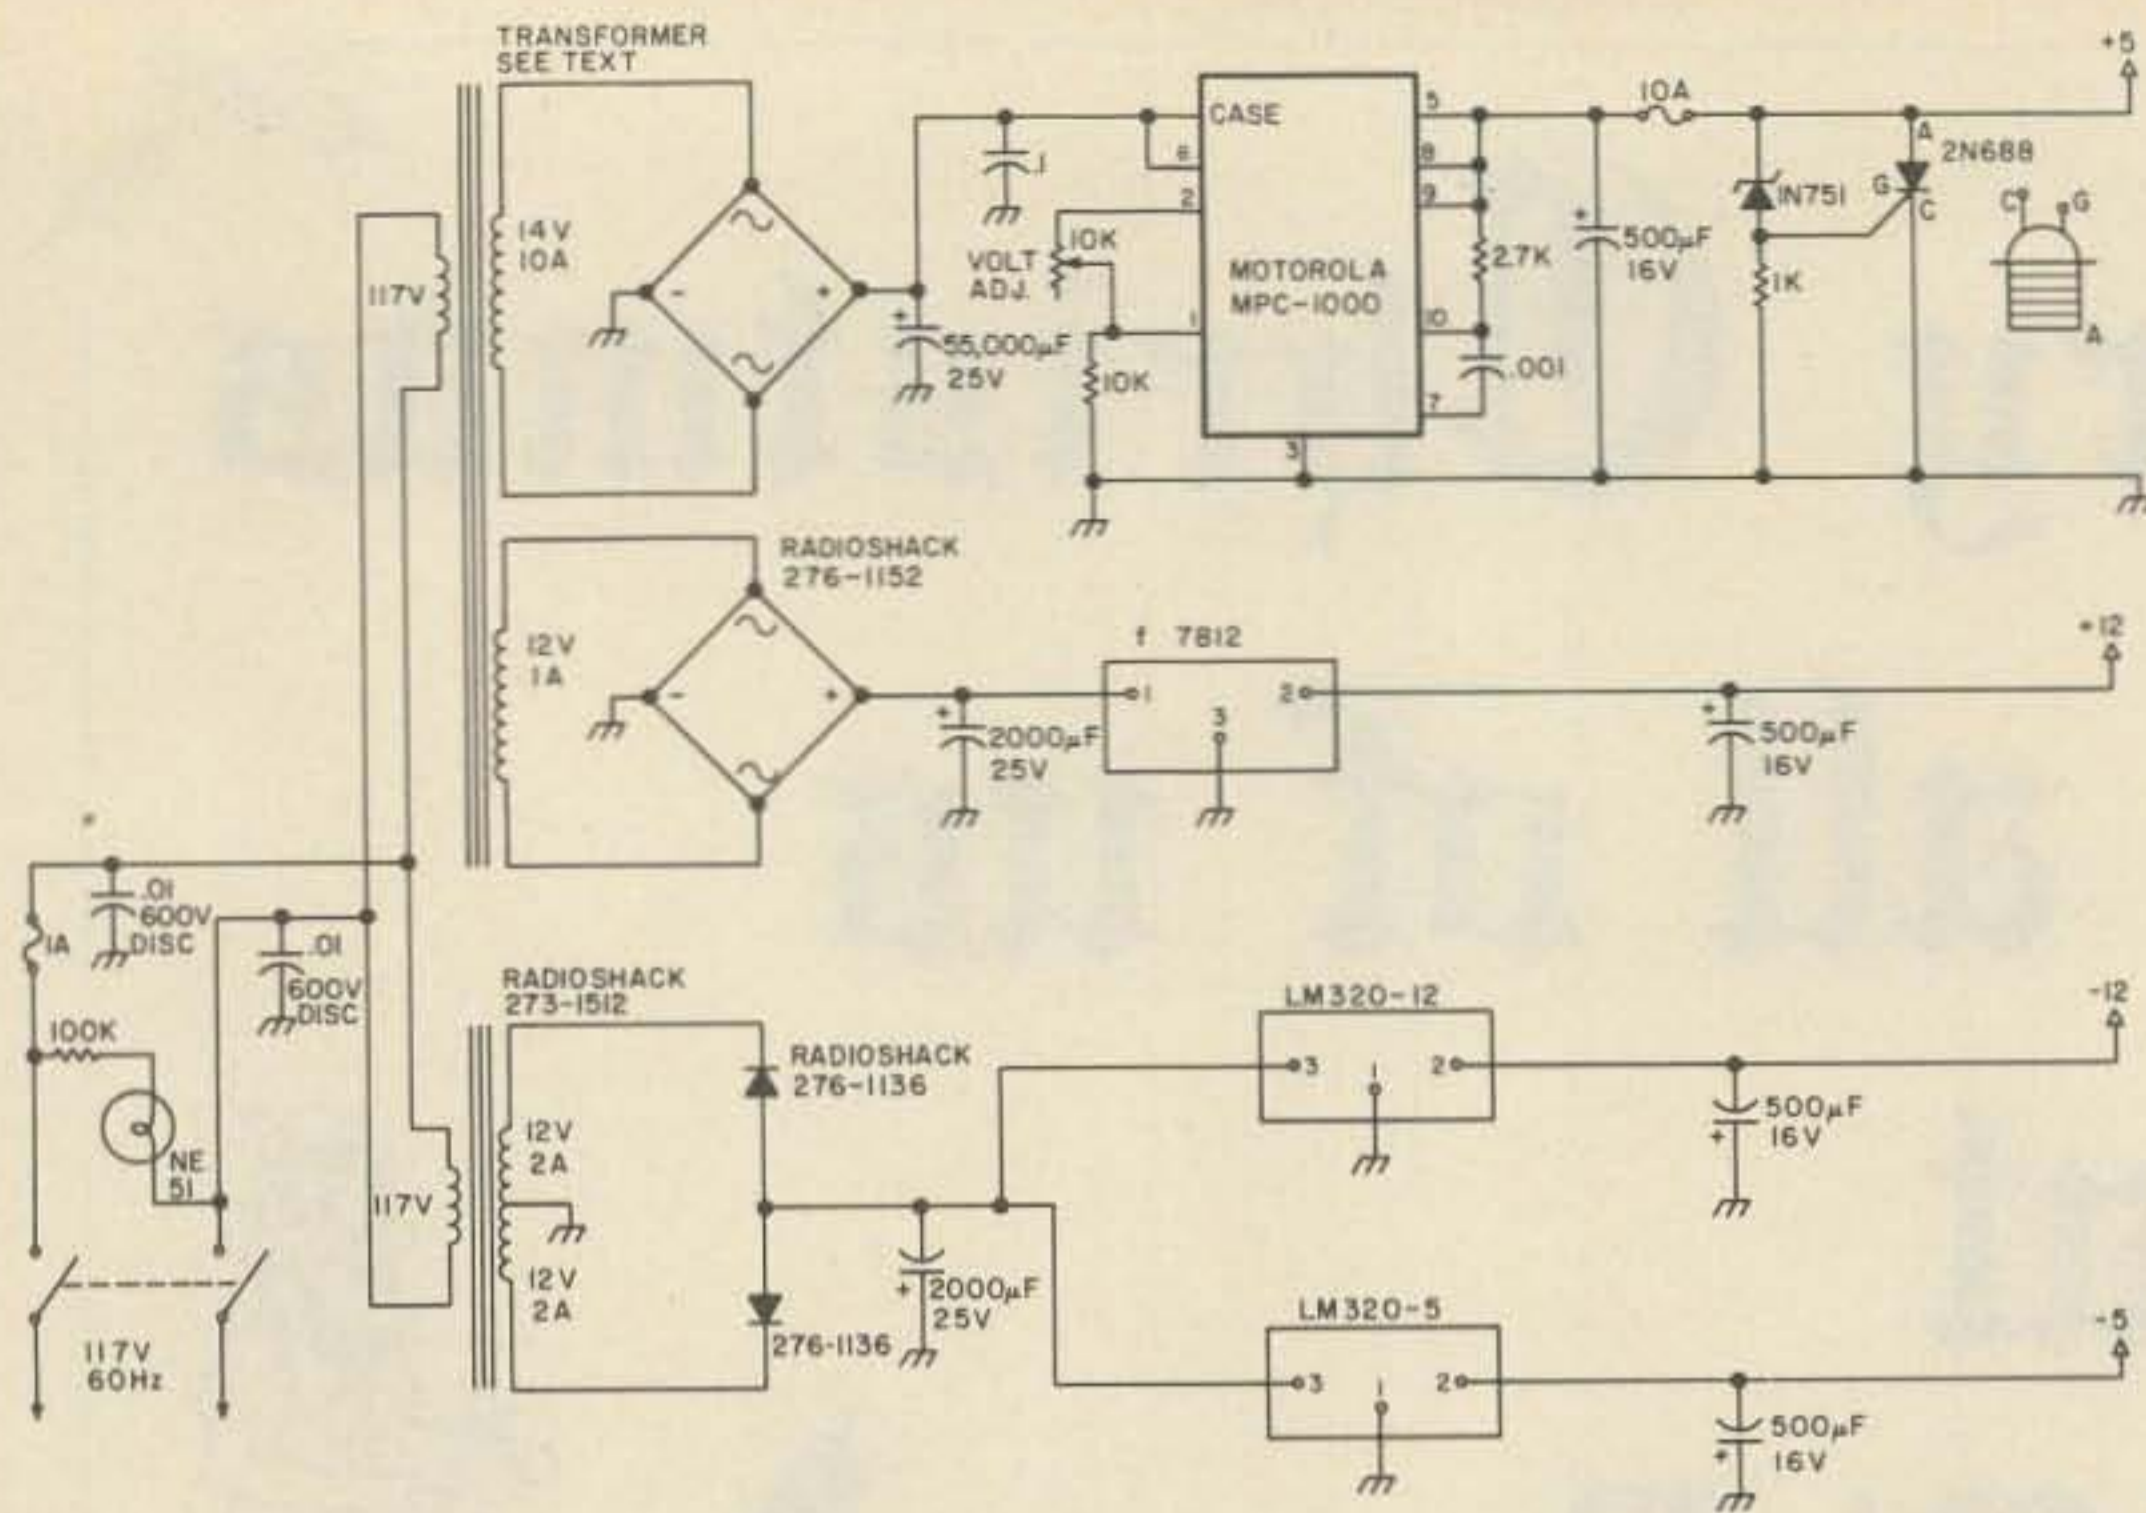 TRANSFORMER
SEE TEXT
14V
10A
117V
~
-
+
~
+
55,000µF
25V
.1
VOLT
ADJ.
10K
10K
CASE
6
2
1
MOTOROLA
MPC-1000
3
5
8
9
10
7
2.7K
.001
+
500µF
16V
10A
1N751
1K
A
2N688
G
C
C
G
A
+5
12V
1A
RADIOSHACK
276-1152
~
-
+
~
+
2000µF
25V
f 7812
1
3
2
+
500µF
16V
+12
.01
600V
DISC
1A
.01
600V
DISC
100K
NE
51
117V
60Hz
117V
RADIOSHACK
273-1512
12V
2A
12V
2A
RADIOSHACK
276-1136
276-1136
+
2000µF
25V
LM320-12
3
1
2
500µF
16V
+
-12
LM320-5
3
1
2
500µF
16V
+
-5